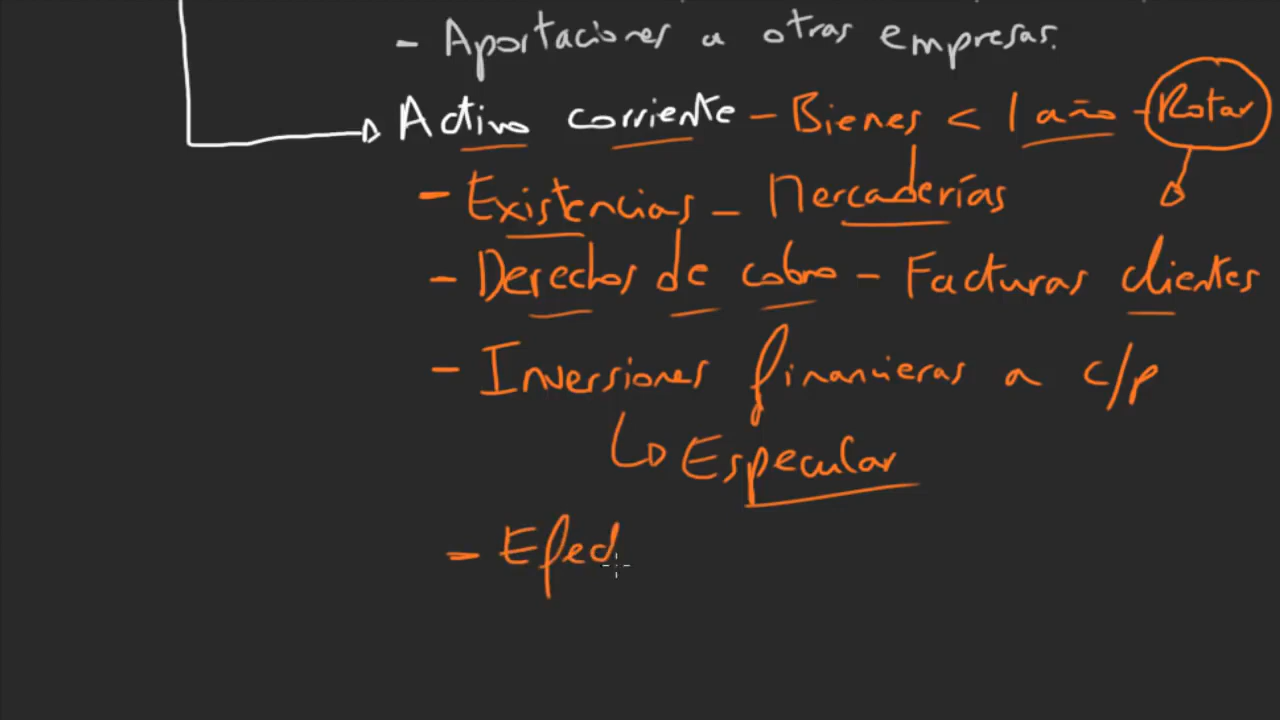 - Aportaciones a otras empresas.
Activo corriente - Bienes < 1 año - Rotar
- Existencias - Mercaderías
- Derechos de cobro - Facturas clientes
- Inversiones financieras a c/p
Especular
- Efect